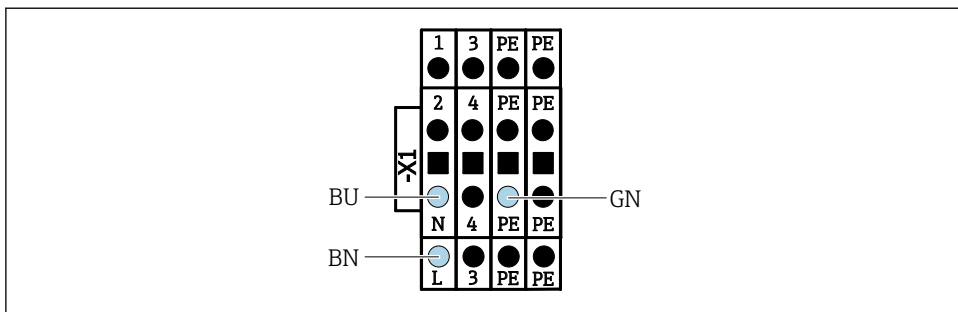 1 3 PE PE
2 4 PE PE
-X1
BU GN
N 4 PE PE
BN
L 3 PE PE